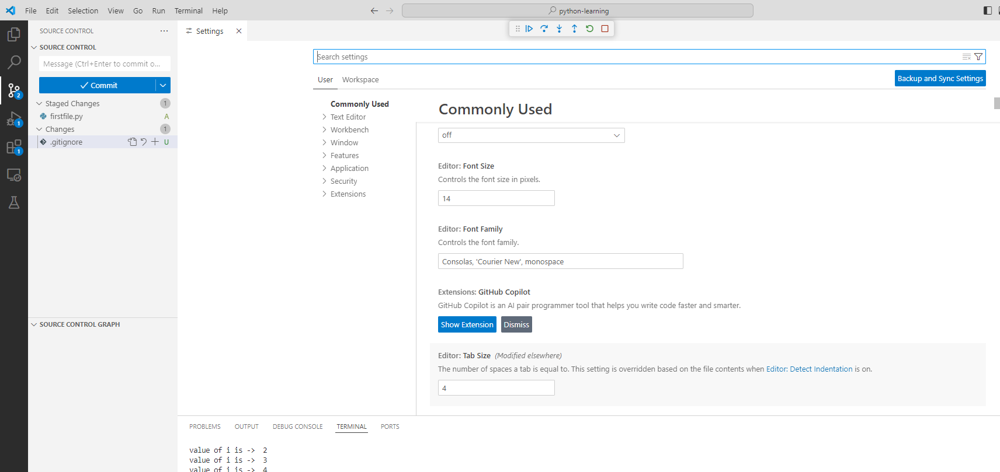 File Edit Selection View Go Run Terminal Help
python-learning
SOURCE CONTROL
SOURCE CONTROL
Message (Ctrl+Enter to commit o...
Commit
Staged Changes 1
firstfile.py A
Changes 1
.gitignore U
2
1
1
SOURCE CONTROL GRAPH
Settings
Search settings
User Workspace
Backup and Sync Settings
Commonly Used
Text Editor
Workbench
Window
Features
Application
Security
Extensions
Commonly Used
off
Editor: Font Size
Controls the font size in pixels.
14
Editor: Font Family
Controls the font family.
Consolas, 'Courier New', monospace
Extensions: GitHub Copilot
GitHub Copilot is an AI pair programmer tool that helps you write code faster and smarter.
Show Extension Dismiss
Editor: Tab Size (Modified elsewhere)
The number of spaces a tab is equal to. This setting is overridden based on the file contents when Editor: Detect Indentation is on.
4
PROBLEMS OUTPUT DEBUG CONSOLE TERMINAL PORTS
value of i is -> 2
value of i is -> 3
value of i is -> 4